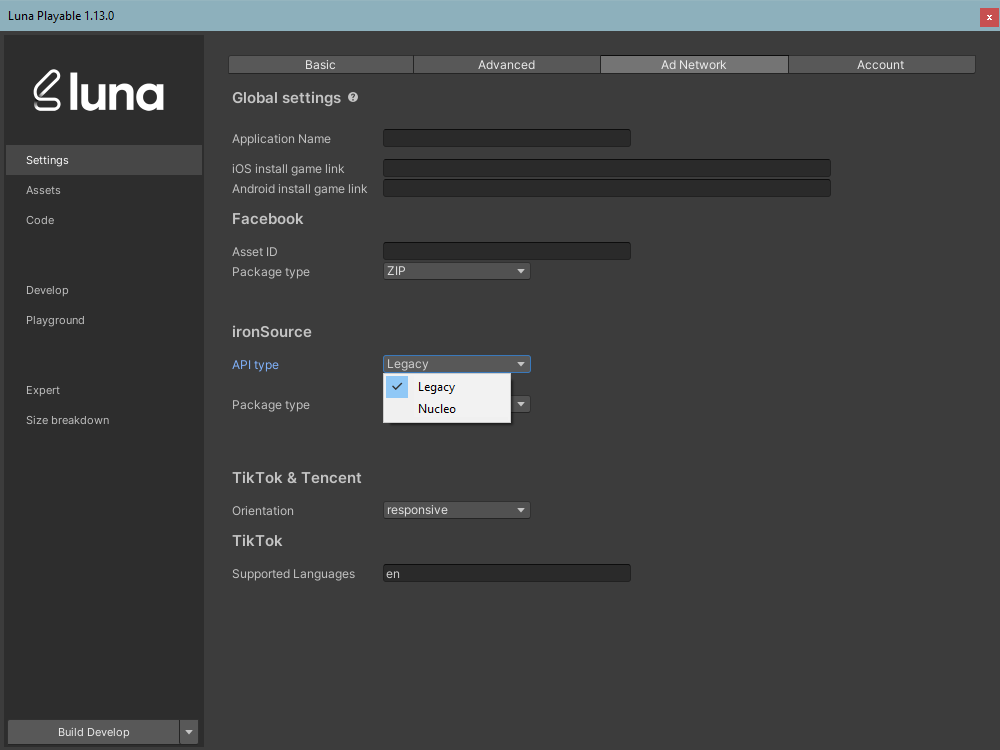 Luna Playable 1.13.0
x
luna
Settings
Assets
Code
Develop
Playground
Expert
Size breakdown
Build Develop
Basic
Advanced
Ad Network
Account
Global settings ?
Application Name
iOS install game link
Android install game link
Facebook
Asset ID
Package type ZIP
ironSource
API type Legacy
Legacy
Nucleo
Package type
TikTok & Tencent
Orientation responsive
TikTok
Supported Languages en